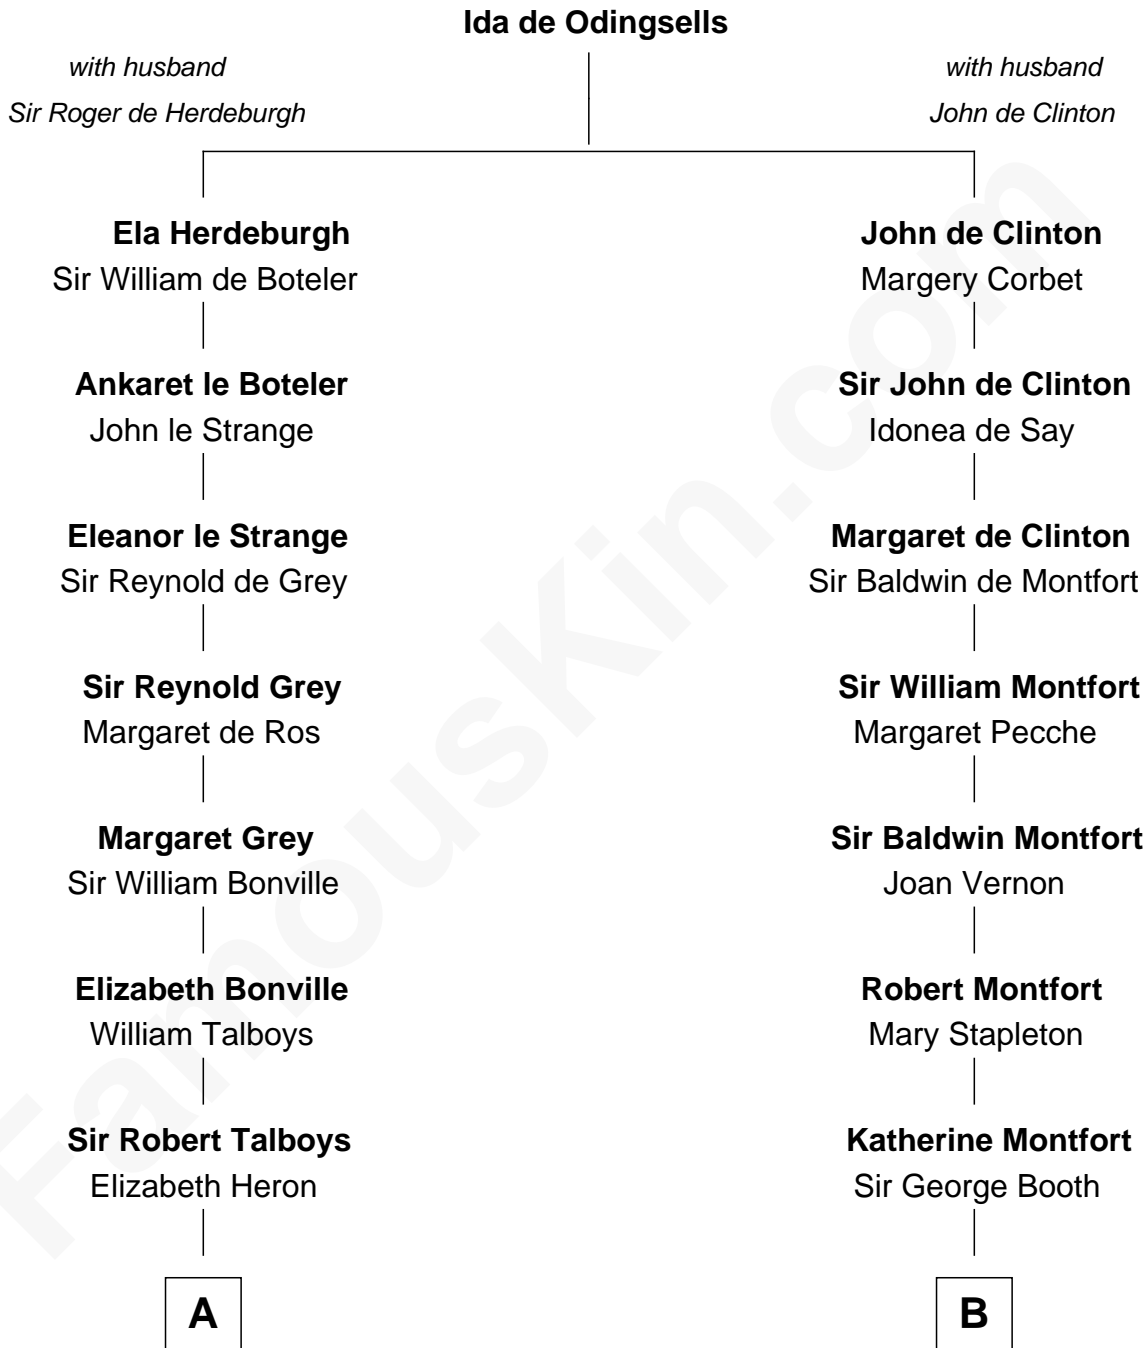 Ida de Odingsells
with husband
Sir Roger de Herdeburgh
with husband
John de Clinton
Ela Herdeburgh
Sir William de Boteler
John de Clinton
Margery Corbet
Ankaret le Boteler
John le Strange
Sir John de Clinton
Idonea de Say
Eleanor le Strange
Sir Reynold de Grey
Margaret de Clinton
Sir Baldwin de Montfort
Sir Reynold Grey
Margaret de Ros
Sir William Montfort
Margaret Pecche
Margaret Grey
Sir William Bonville
Sir Baldwin Montfort
Joan Vernon
Elizabeth Bonville
William Talboys
Robert Montfort
Mary Stapleton
Sir Robert Talboys
Elizabeth Heron
Katherine Montfort
Sir George Booth
A
B
FamousKin.com